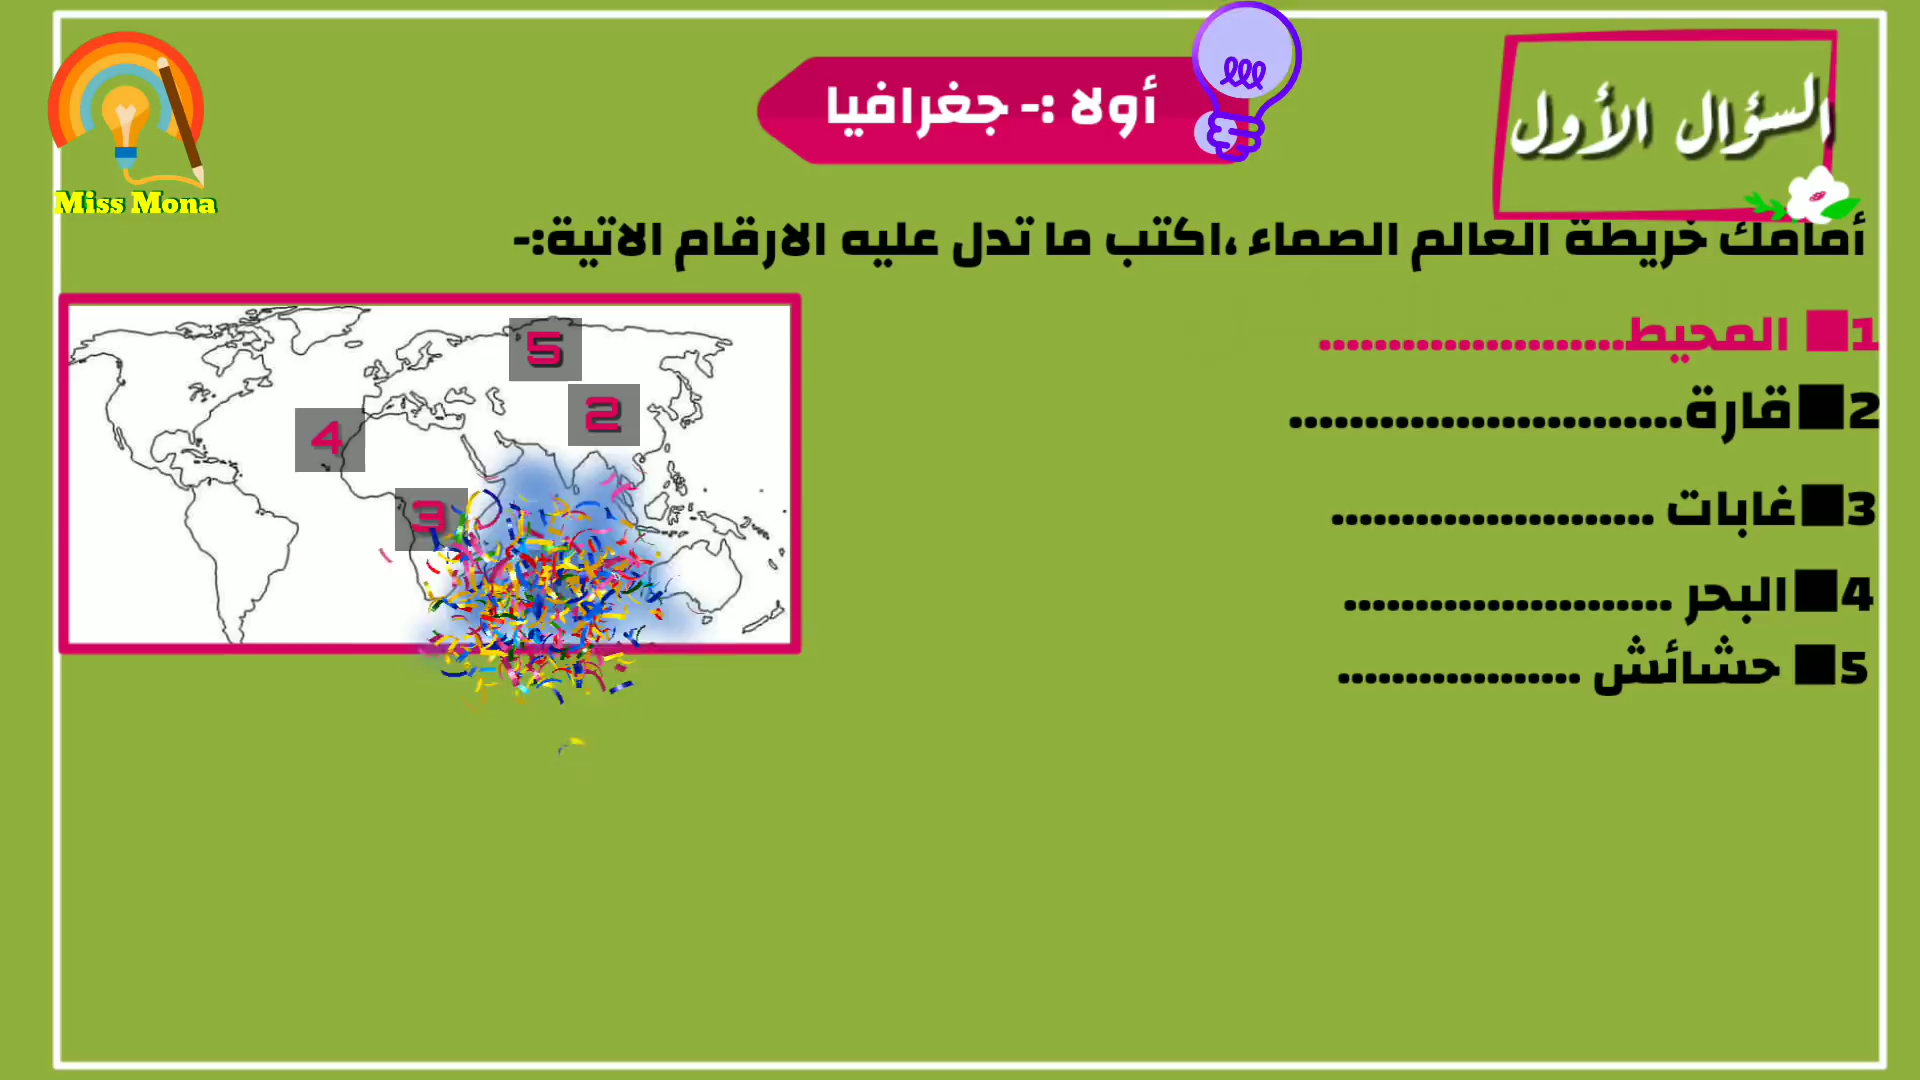 السؤال الأول
أولا :- جغرافيا
Miss Mona
أمامك خريطة العالم الصماء ،اكتب ما تدل عليه الارقام الاتية:-
1■ المحيط......................
2■قارة..........................
3■غابات ......................
4■البحر ......................
5■ حشائش ..................
5
2
4
3